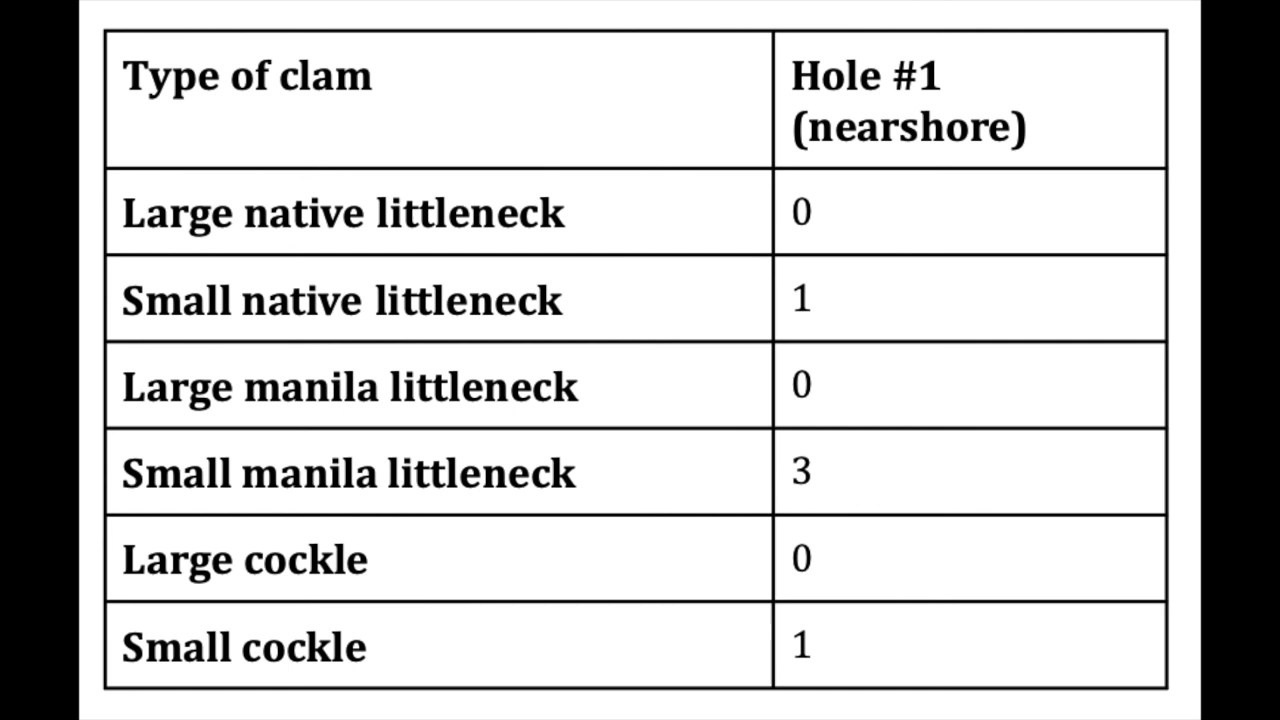 Type of clam
Hole #1
(nearshore)
Large native littleneck
0
Small native littleneck
1
Large manila littleneck
0
Small manila littleneck
3
Large cockle
0
Small cockle
1